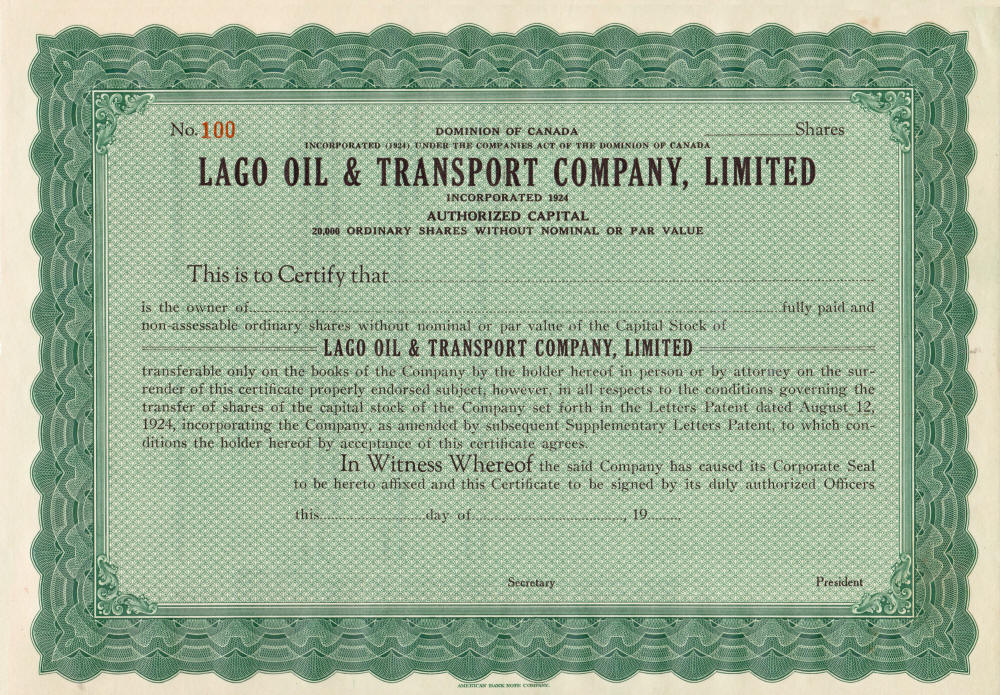 No. 100
DOMINION OF CANADA
Shares
INCORPORATED (1924) UNDER THE COMPANIES ACT OF THE DOMINION OF CANADA
LAGO OIL & TRANSPORT COMPANY, LIMITED
INCORPORATED 1924
AUTHORIZED CAPITAL
20,000 ORDINARY SHARES WITHOUT NOMINAL OR PAR VALUE
This is to Certify that
is the owner of fully paid and
non-assessable ordinary shares without nominal or par value of the Capital Stock of
LAGO OIL & TRANSPORT COMPANY, LIMITED
transferable only on the books of the Company by the holder hereof in person or by attorney on the sur-
render of this certificate properly endorsed subject, however, in all respects to the conditions governing the
transfer of shares of the capital stock of the Company set forth in the Letters Patent dated August 12,
1924, incorporating the Company, as amended by subsequent Supplementary Letters Patent, to which con-
ditions the holder hereof by acceptance of this certificate agrees.
In Witness Whereof the said Company has caused its Corporate Seal
to be hereto affixed and this Certificate to be signed by its duly authorized Officers
this day of , 19
Secretary
President
AMERICAN BANK NOTE COMPANY.